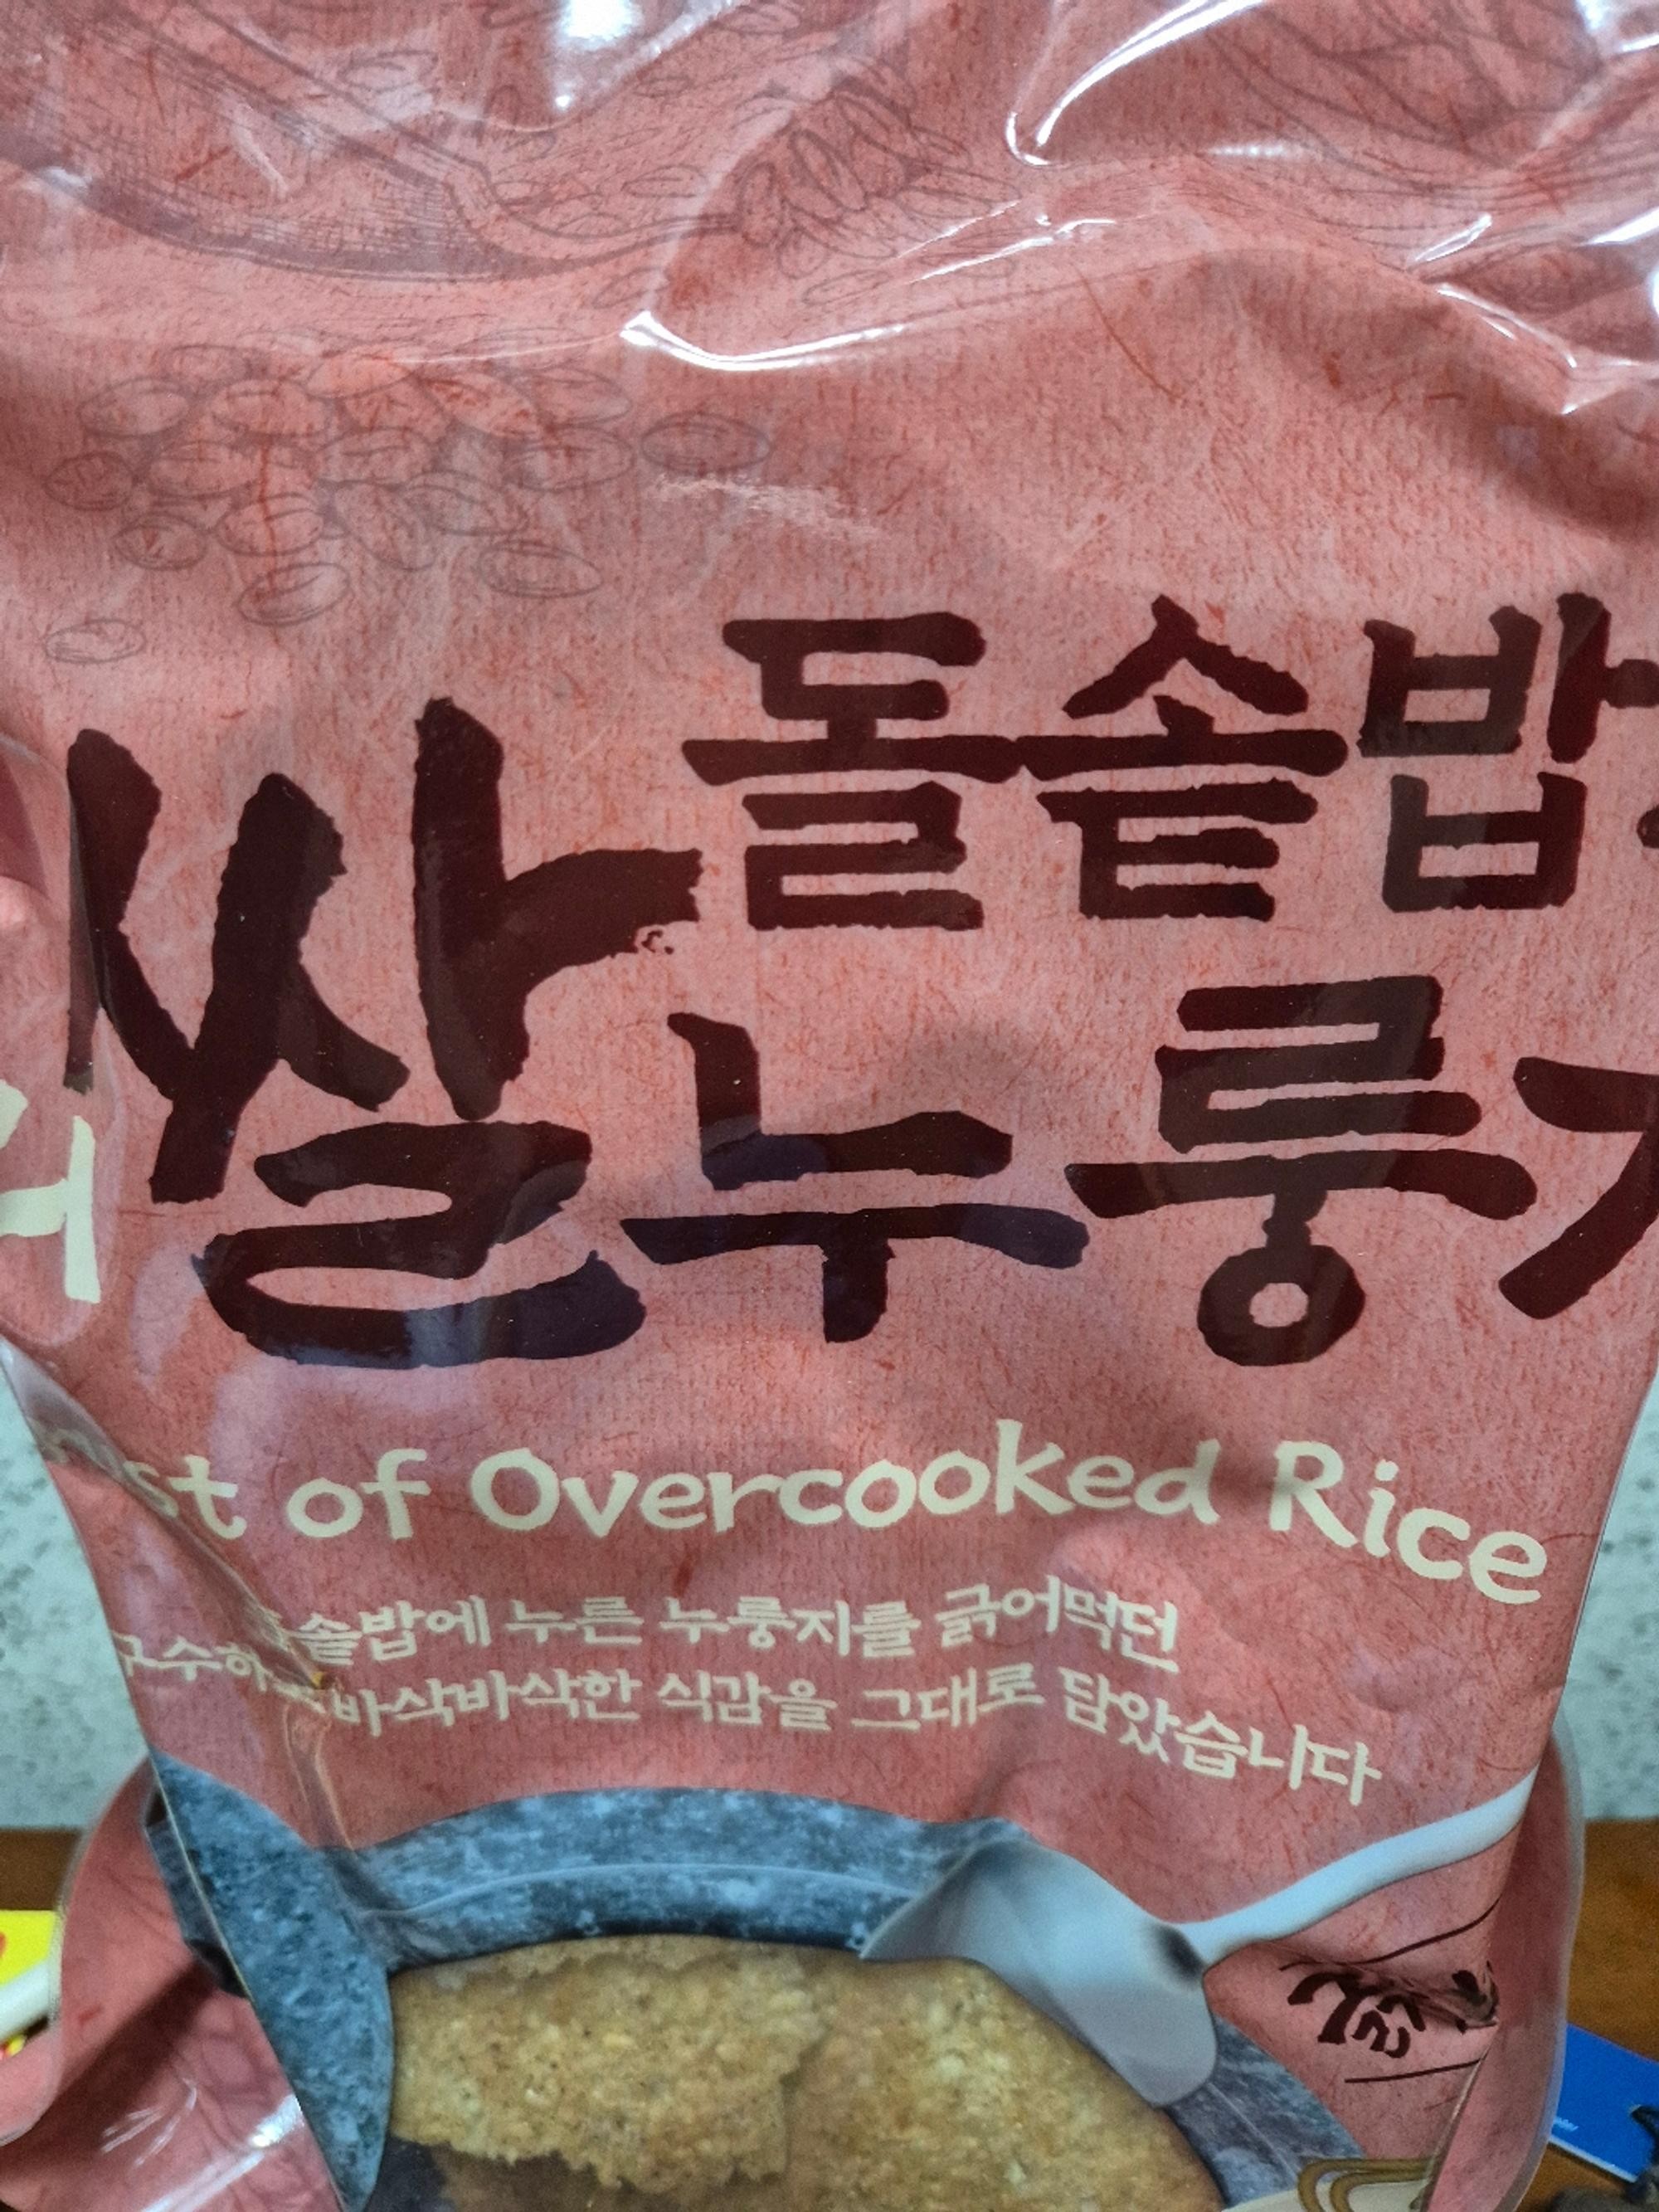 돌솥밥
쌀누룽지
st of Overcooked Rice
솥밥에 누른 누룽지를 긁어먹던
바삭바삭한 식감을 그대로 담았습니다